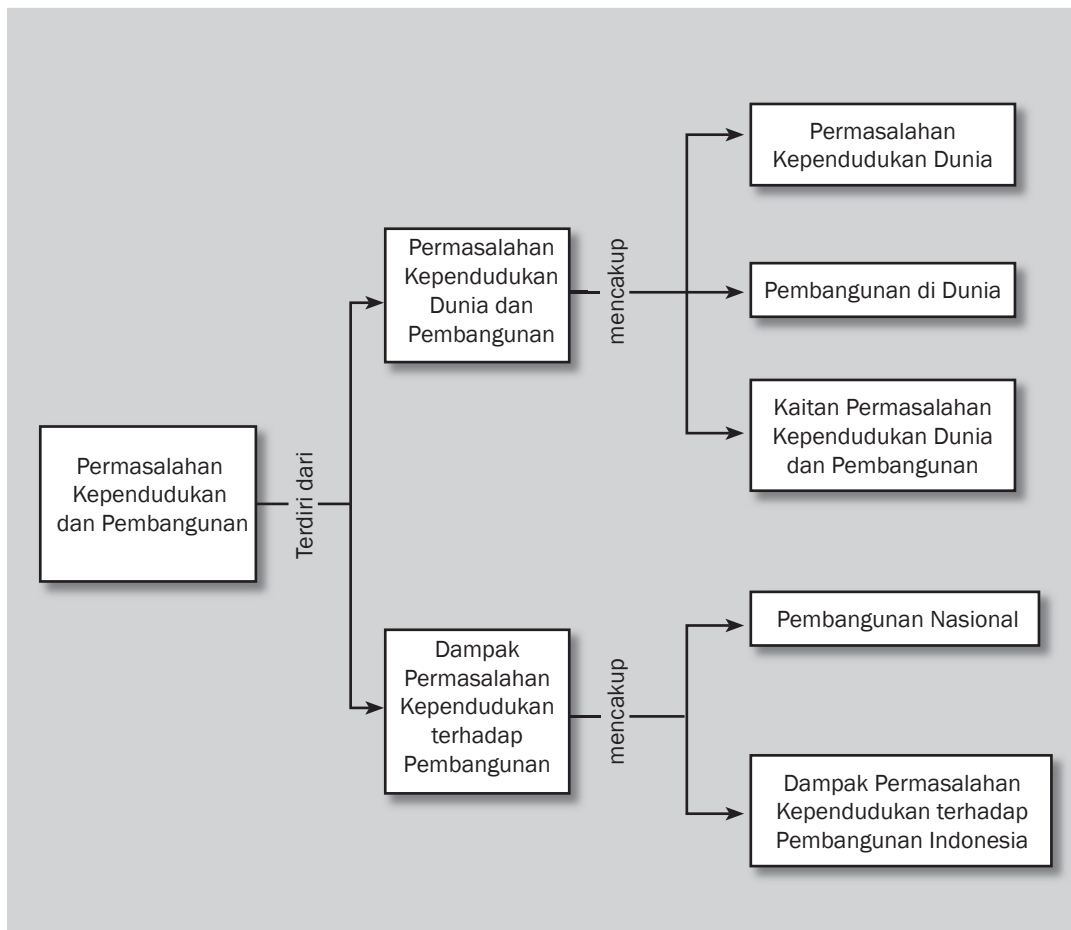 Permasalahan
Kependudukan
dan Pembangunan
Terdiri dari
Permasalahan
Kependudukan
Dunia dan
Pembangunan
mencakup
Permasalahan
Kependudukan Dunia
Pembangunan di Dunia
Kaitan Permasalahan
Kependudukan Dunia
dan Pembangunan
Dampak
Permasalahan
Kependudukan
terhadap
Pembangunan
mencakup
Pembangunan Nasional
Dampak Permasalahan
Kependudukan terhadap
Pembangunan Indonesia